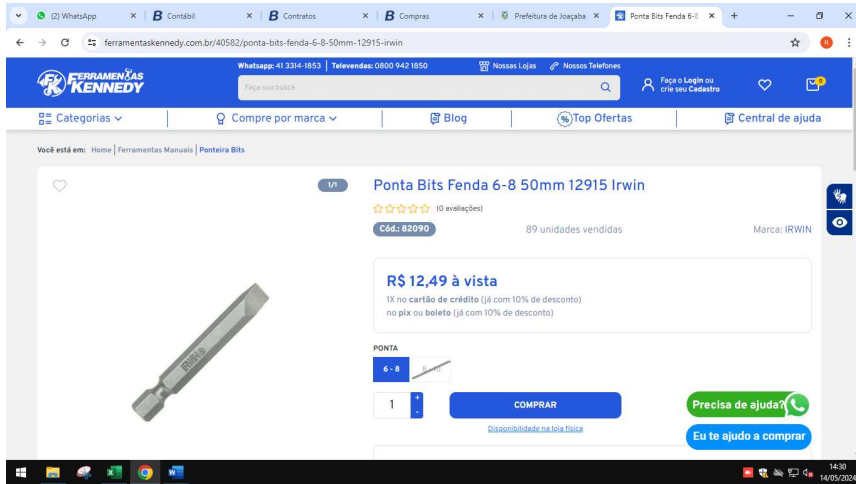 (2) WhatsApp
Contábil
Contratos
Compras
Prefeitura de Joaçaba
Ponta Bits Fenda 6-8
ferramentaskennedy.com.br/40582/ponta-bits-fenda-6-8-50mm-12915-irwin
Whatsapp: 41 3314-1853 | Televendas: 0800 942 1850
Nossas Lojas
Nossos Telefones
FERRAMENTAS
KENNEDY
FK
Faça sua busca
Faça o Login ou
crie seu Cadastro
0
Categorias
Compre por marca
Blog
Top Ofertas
Central de ajuda
Você está em: Home | Ferramentas Manuais | Ponteira Bits
1/1
Ponta Bits Fenda 6-8 50mm 12915 Irwin
(0 avaliações)
Cód.: 82090
89 unidades vendidas
Marca: IRWIN
R$ 12,49 à vista
1X no cartão de crédito (já com 10% de desconto)
no pix ou boleto (já com 10% de desconto)
PONTA
6 - 8
IRWIN
1
+
-
COMPRAR
Disponibilidade na loja física
Precisa de ajuda?
Eu te ajudo a comprar
14:30
14/05/2024